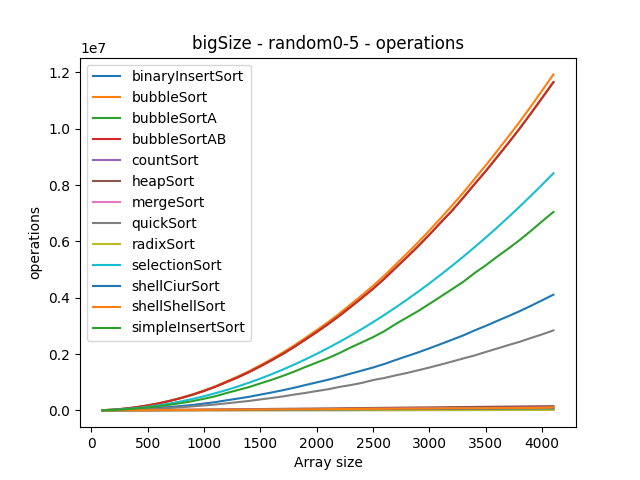 bigSize - random0-5 - operations
1e7
1.2
1.0
0.8
0.6
0.4
0.2
0.0
operations
binaryInsertSort
bubbleSort
bubbleSortA
bubbleSortAB
countSort
heapSort
mergeSort
quickSort
radixSort
selectionSort
shellCiurSort
shellShellSort
simpleInsertSort
0 500 1000 1500 2000 2500 3000 3500 4000
Array size